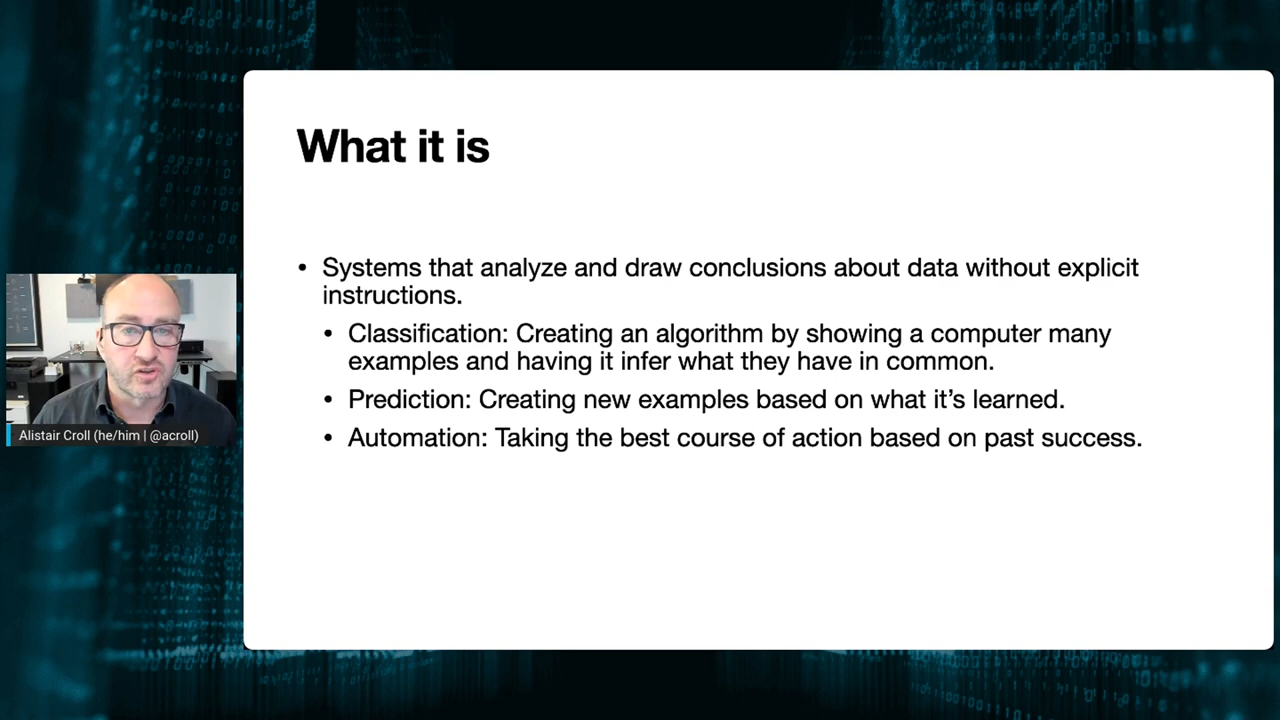 What it is
• Systems that analyze and draw conclusions about data without explicit
instructions.
• Classification: Creating an algorithm by showing a computer many
examples and having it infer what they have in common.
• Prediction: Creating new examples based on what it’s learned.
• Automation: Taking the best course of action based on past success.
Alistair Croll (he/him | @acroll)